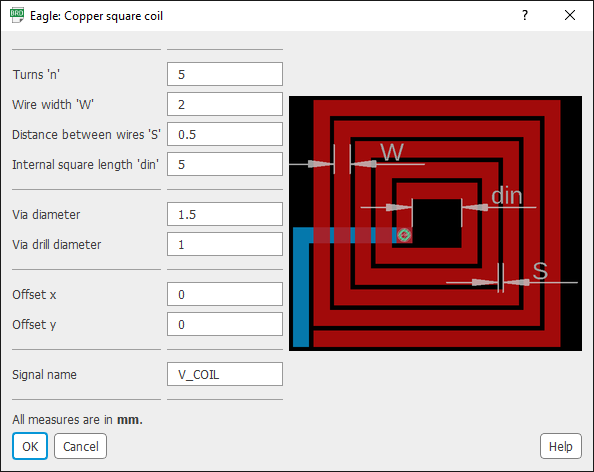 Eagle: Copper square coil
Turns 'n' 5
Wire width 'W' 2
Distance between wires 'S' 0.5
Internal square length 'din' 5
Via diameter 1.5
Via drill diameter 1
Offset x 0
Offset y 0
Signal name V_COIL
All measures are in mm.
OK Cancel Help
W
din
S